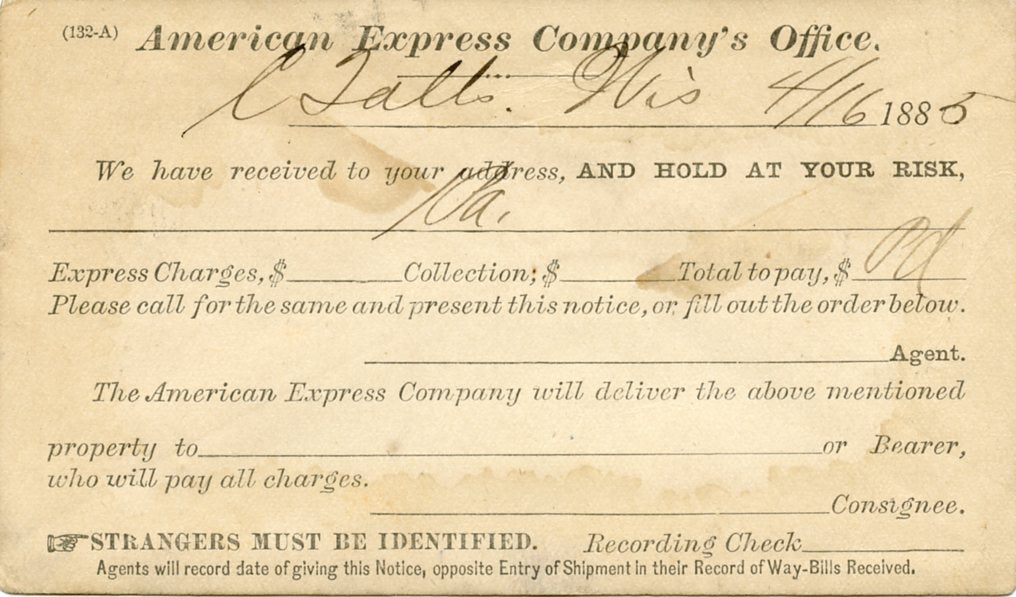 (132-A) American Express Company's Office.
C Falls. Wis 4/16 1885
We have received to your address, AND HOLD AT YOUR RISK,
Pa.
Express Charges, $ Collection; $ Total to pay, $ Pd
Please call for the same and present this notice, or fill out the order below.
Agent.
The American Express Company will deliver the above mentioned
property to or Bearer,
who will pay all charges.
Consignee.
STRANGERS MUST BE IDENTIFIED. Recording Check
Agents will record date of giving this Notice, opposite Entry of Shipment in their Record of Way-Bills Received.